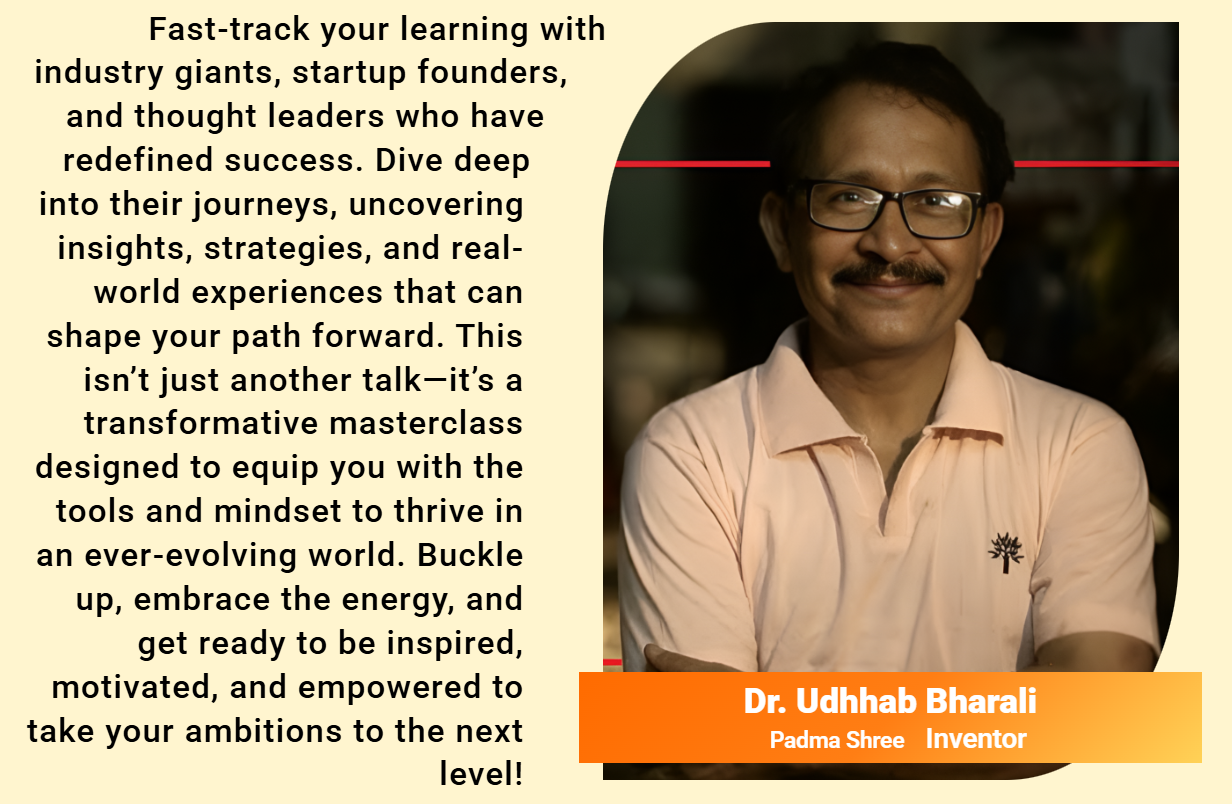 Fast-track your learning with
industry giants, startup founders,
and thought leaders who have
redefined success. Dive deep
into their journeys, uncovering
insights, strategies, and real-
world experiences that can
shape your path forward. This
isn’t just another talk—it’s a
transformative masterclass
designed to equip you with the
tools and mindset to thrive in
an ever-evolving world. Buckle
up, embrace the energy, and
get ready to be inspired,
motivated, and empowered to
take your ambitions to the next
level!
Dr. Udhhab Bharali
Padma Shree Inventor